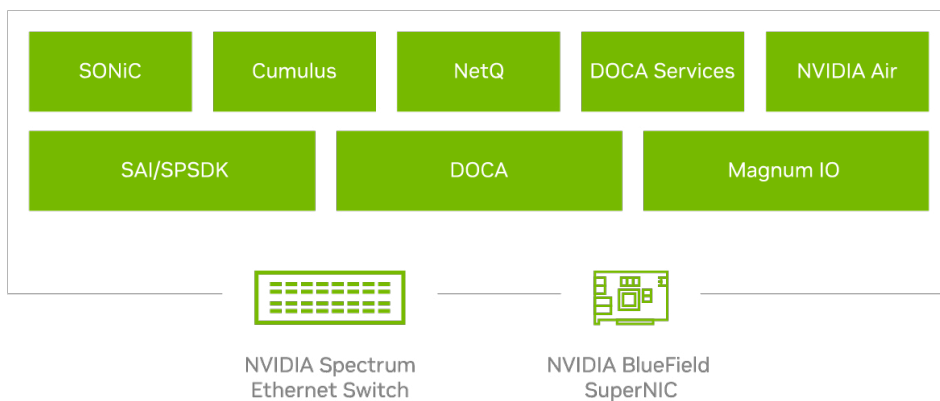 SONiC
Cumulus
NetQ
DOCA Services
NVIDIA Air
SAI/SPSDK
DOCA
Magnum IO
NVIDIA Spectrum
Ethernet Switch
NVIDIA BlueField
SuperNIC